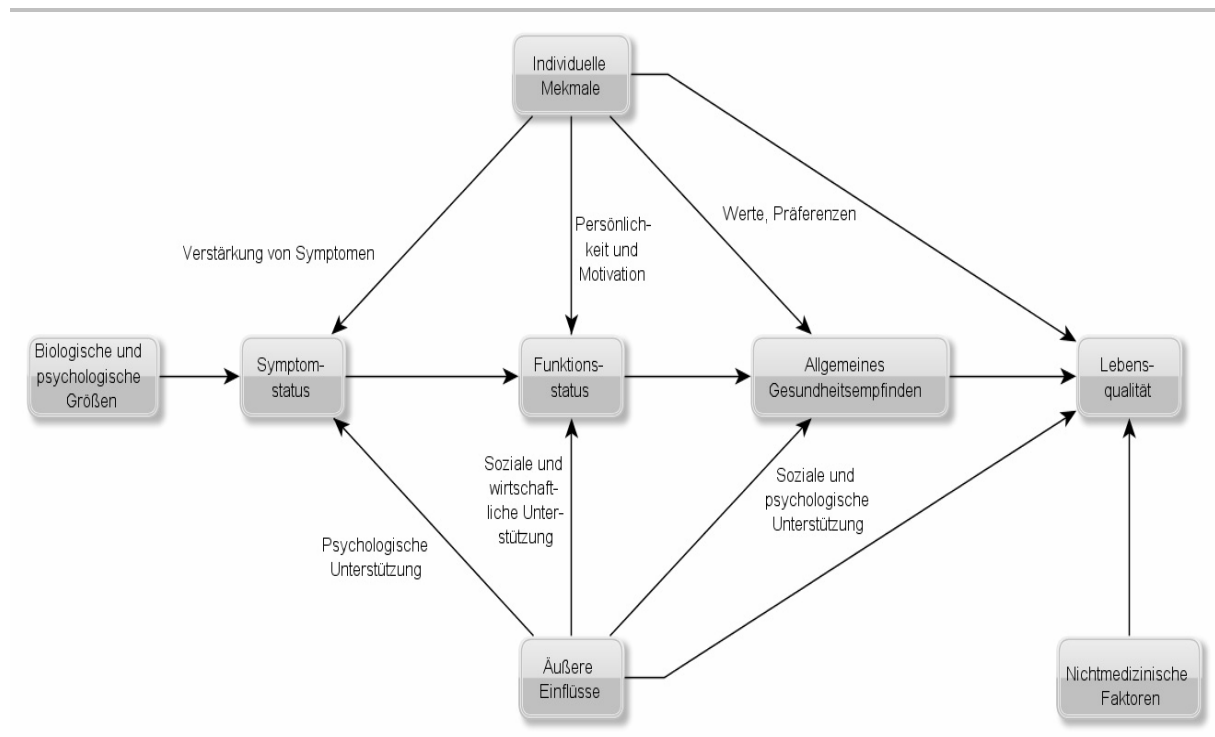 Individuelle
Mekmale
Verstärkung von Symptomen
Persönlich-
keit und
Motivation
Werte, Präferenzen
Biologische und
psychologische
Größen
Symptom-
status
Funktions-
status
Allgemeines
Gesundheitsempfinden
Lebens-
qualität
Psychologische
Unterstützung
Soziale und
wirtschaft-
liche Unter-
stützung
Soziale und
psychologische
Unterstützung
Äußere
Einflüsse
Nichtmedizinische
Faktoren